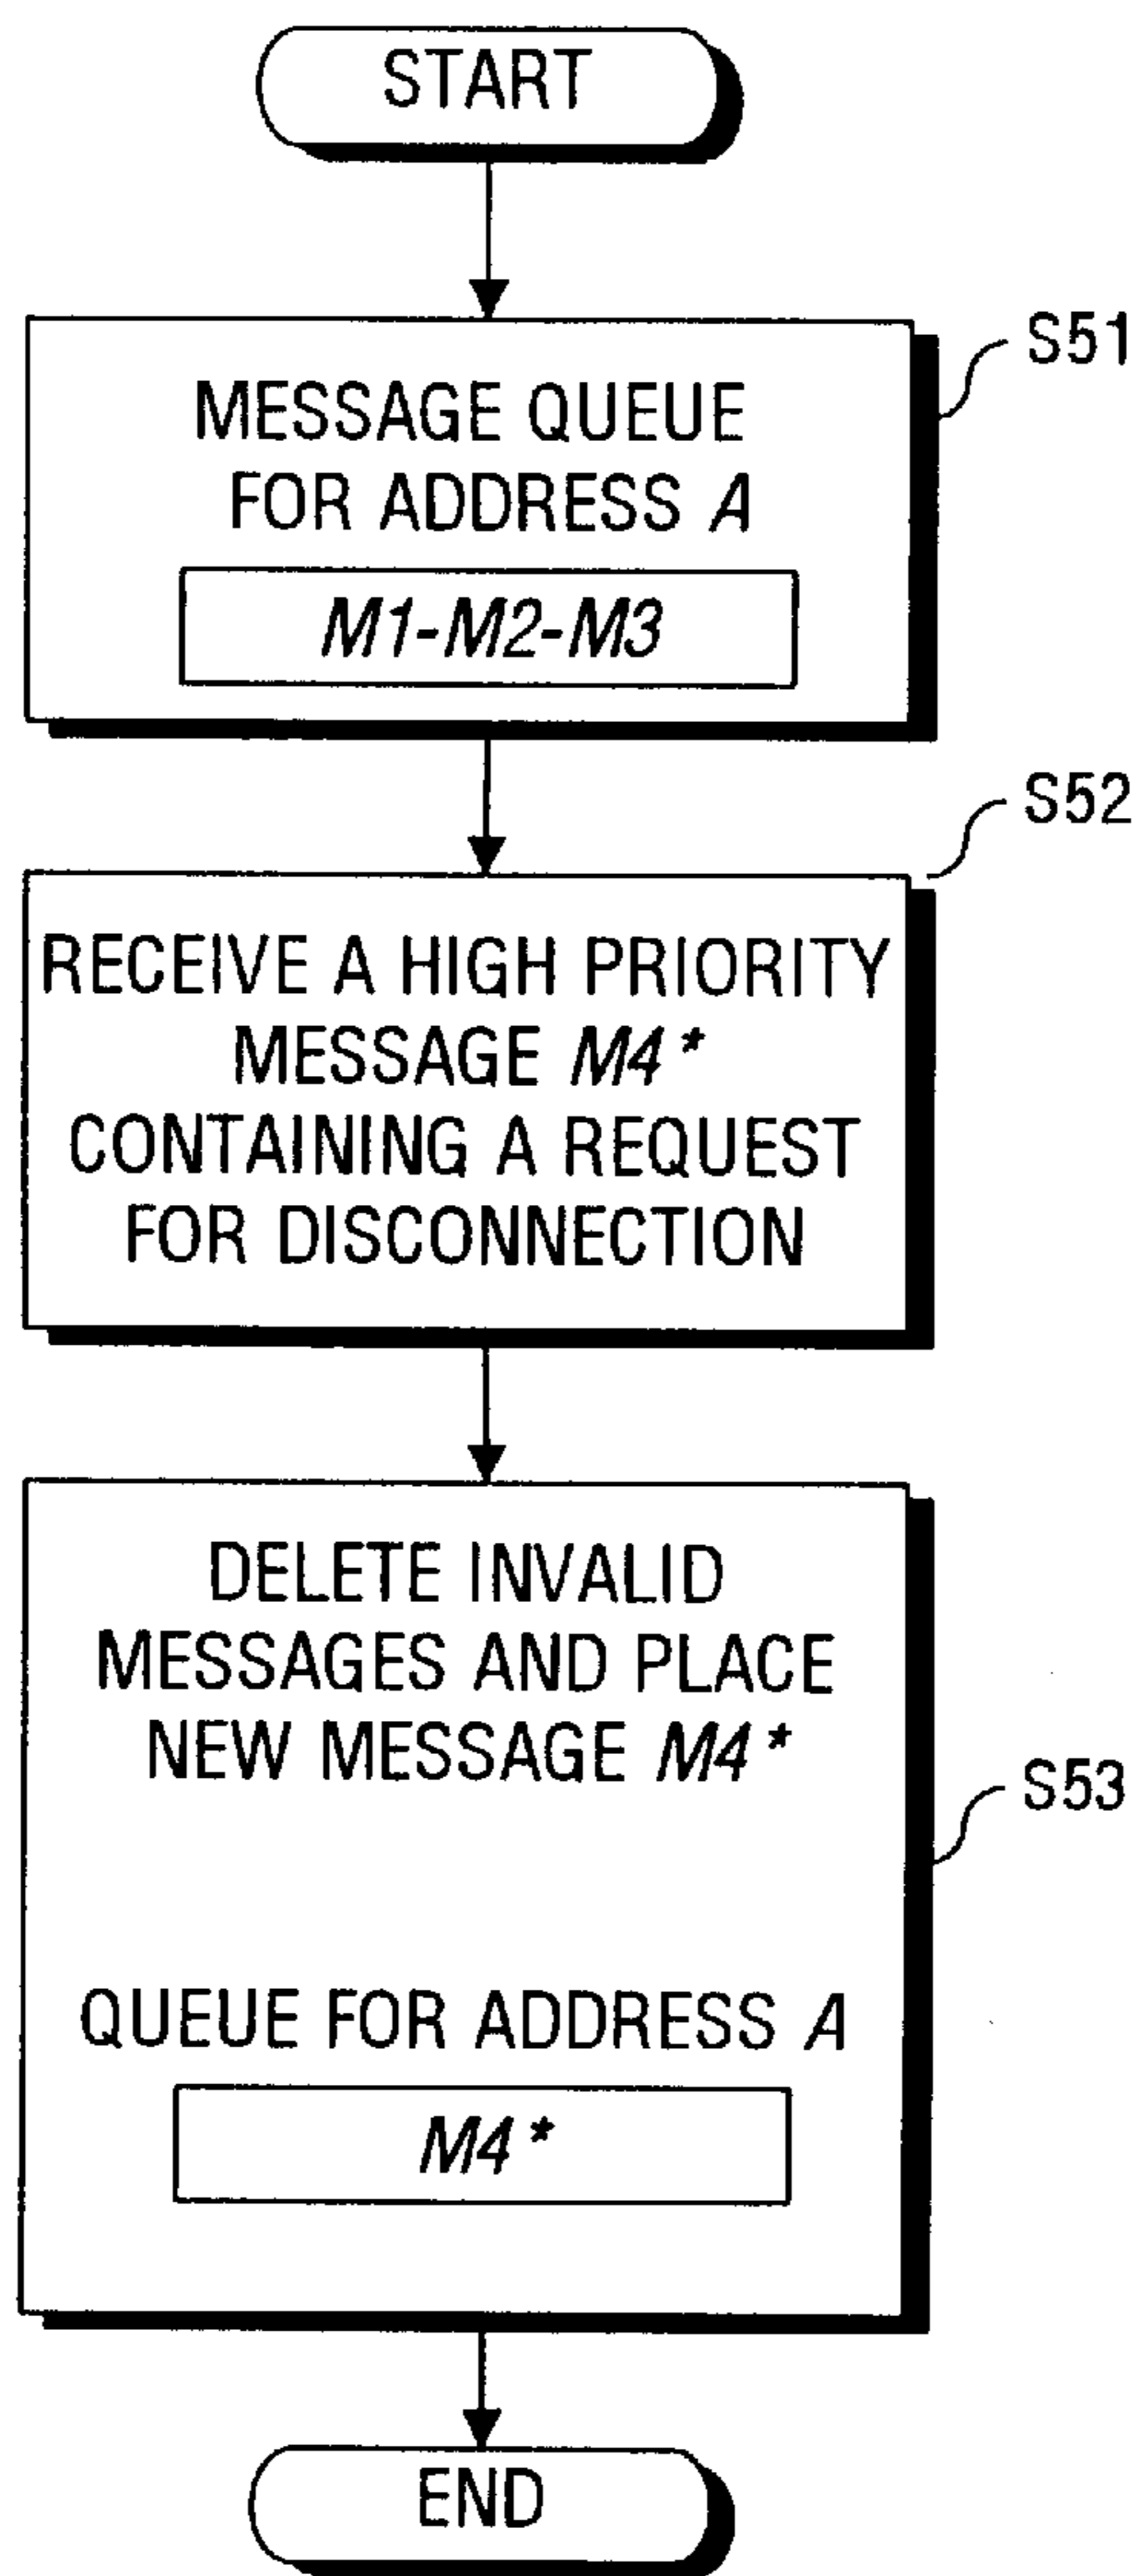 START
S51
MESSAGE QUEUE
FOR ADDRESS A
M1-M2-M3
S52
RECEIVE A HIGH PRIORITY
MESSAGE M4*
CONTAINING A REQUEST
FOR DISCONNECTION
DELETE INVALID
MESSAGES AND PLACE
NEW MESSAGE M4*
S53
QUEUE FOR ADDRESS A
M4*
END